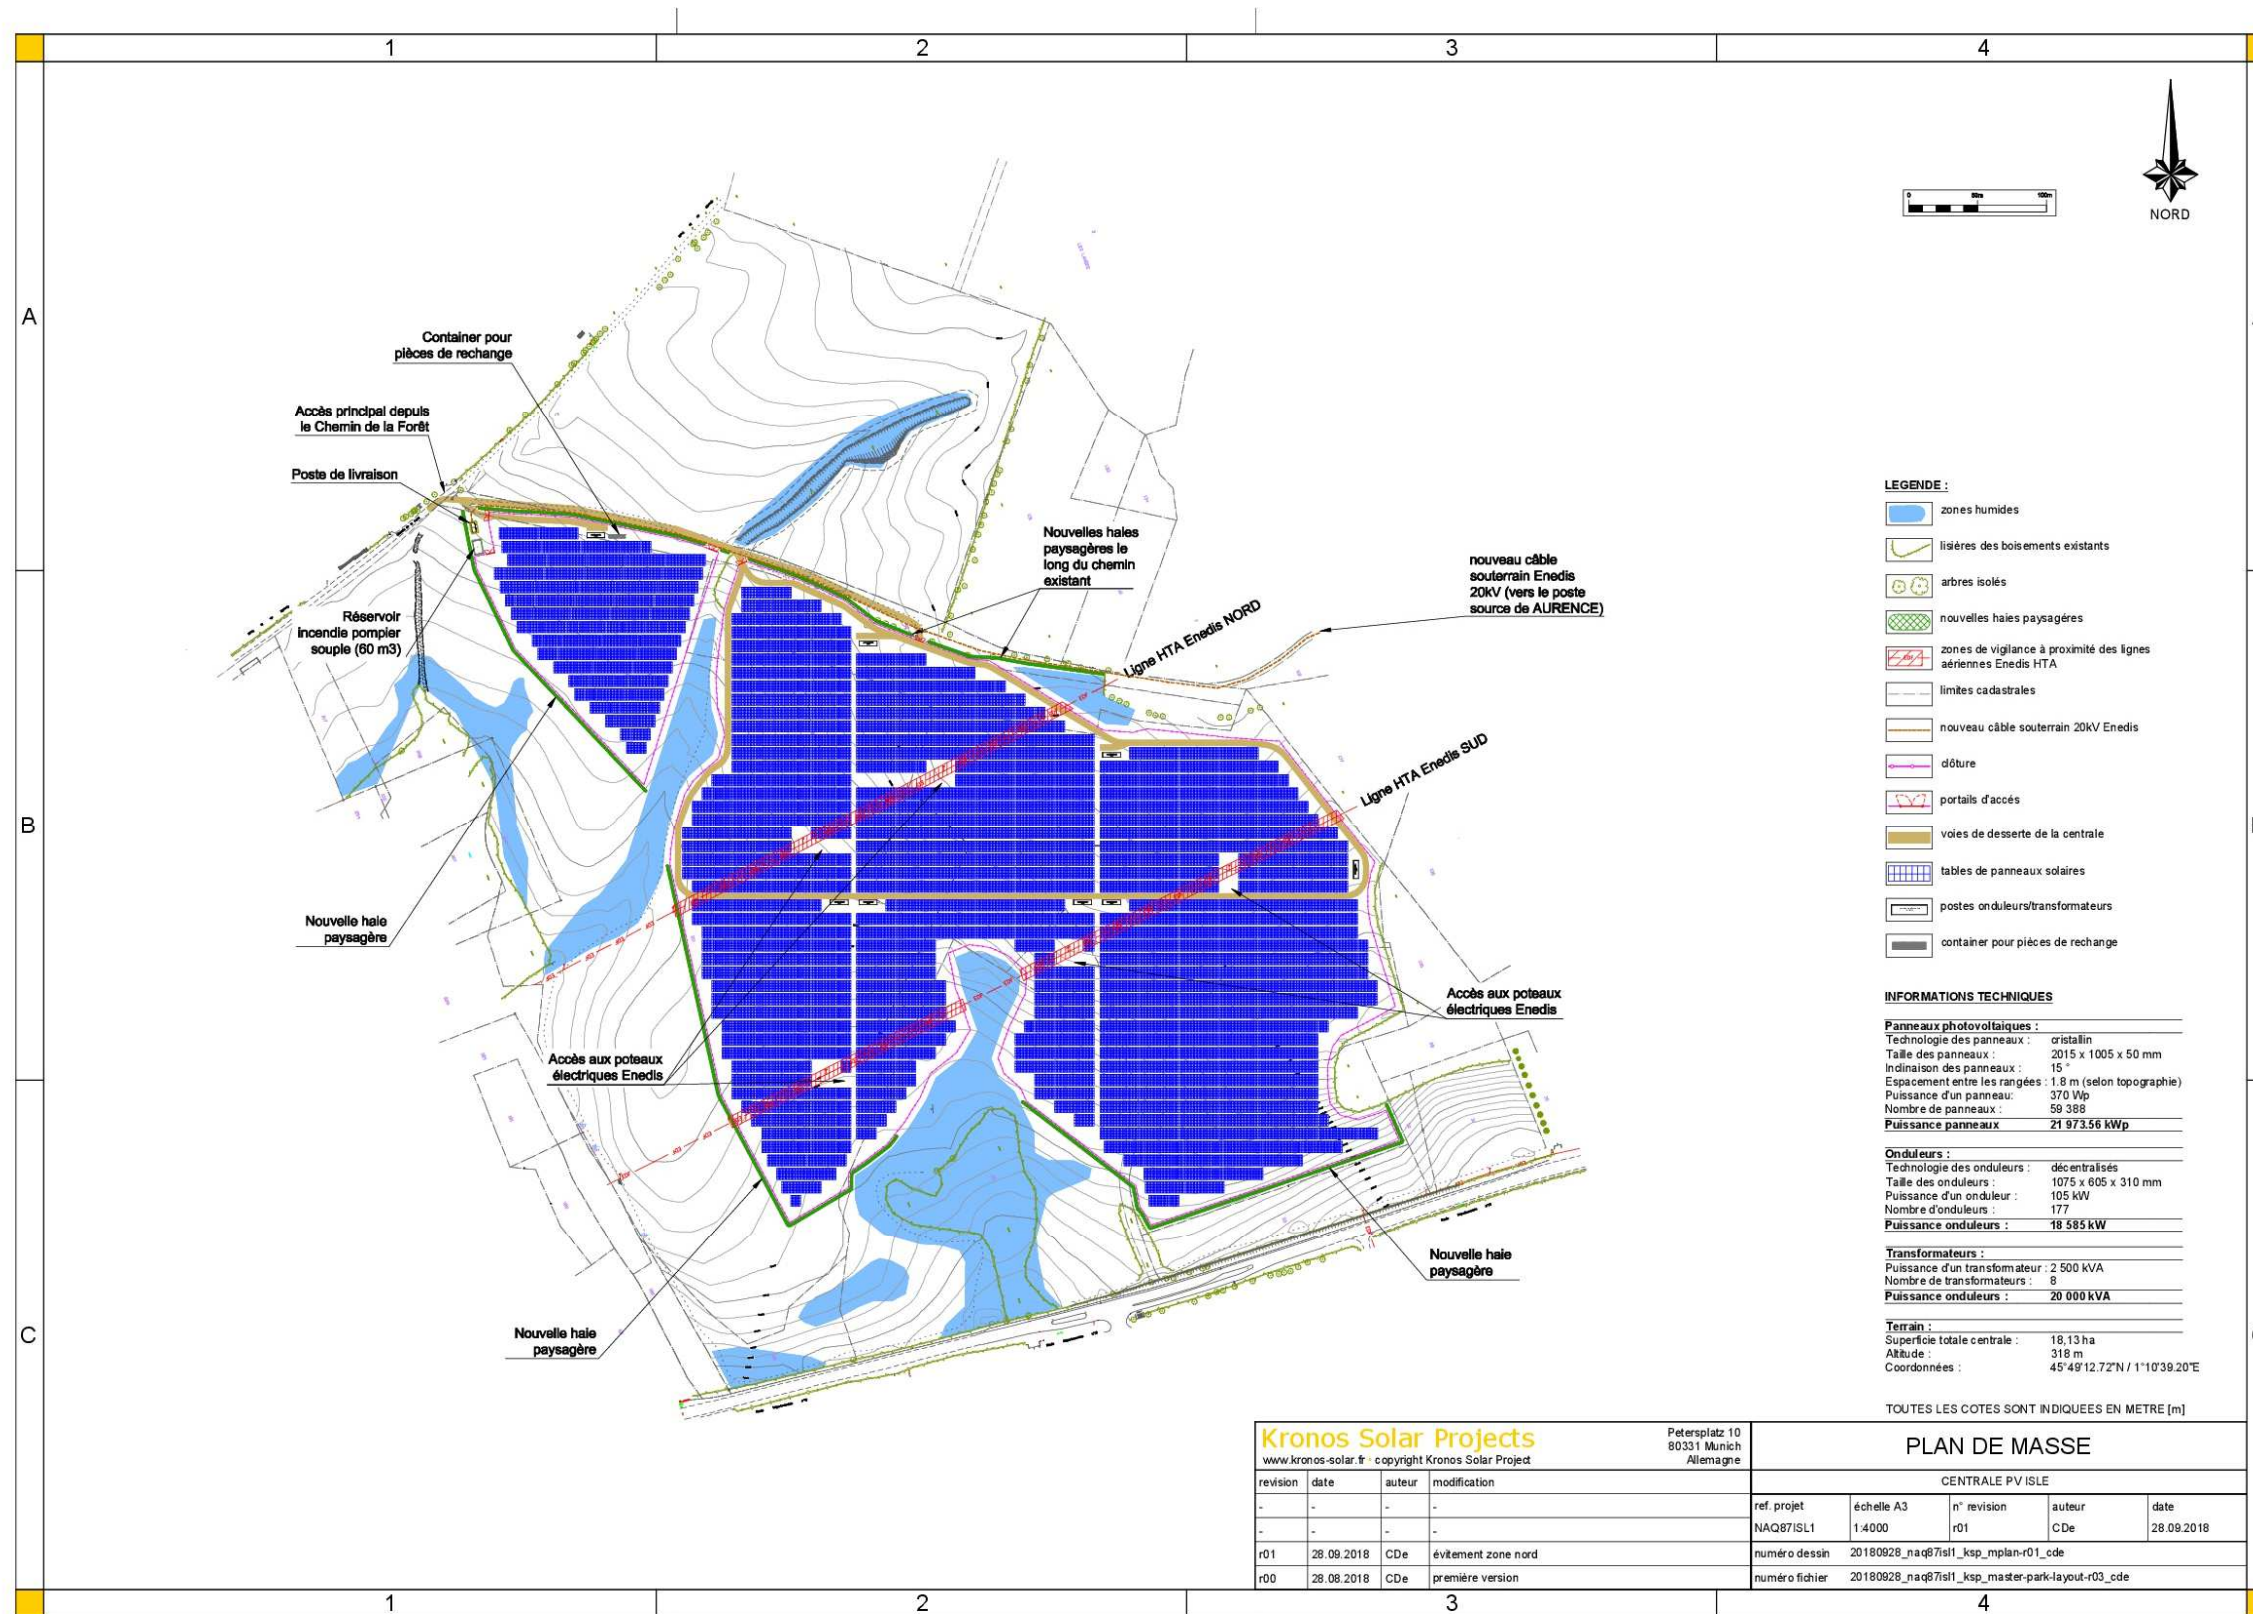 1
2
3
4
A
B
C
0
50m
100m
NORD
Container pour
pièces de rechange
Accès principal depuis
le Chemin de la Forêt
Poste de livraison
Réservoir
incendie pompier
souple (60 m3)
Nouvelle haie
paysagère
Nouvelles haies
paysagères le
long du chemin
existant
nouveau câble
souterrain Enedis
20kV (vers le poste
source de AURENCE)
Ligne HTA Enedis NORD
Ligne HTA Enedis SUD
Accès aux poteaux
électriques Enedis
Accès aux poteaux
électriques Enedis
Nouvelle haie
paysagère
Nouvelle haie
paysagère
LEGENDE :
zones humides
lisières des boisements existants
arbres isolés
nouvelles haies paysagères
zones de vigilance à proximité des lignes
aériennes Enedis HTA
limites cadastrales
nouveau câble souterrain 20kV Enedis
clôture
portails d'accés
voies de desserte de la centrale
tables de panneaux solaires
postes onduleurs/transformateurs
container pour pièces de rechange
INFORMATIONS TECHNIQUES
Panneaux photovoltaiques :
Technologie des panneaux : cristallin
Taille des panneaux : 2015 x 1005 x 50 mm
Inclinaison des panneaux : 15 °
Espacement entre les rangées : 1.8 m (selon topographie)
Puissance d'un panneau: 370 Wp
Nombre de panneaux : 59 388
Puissance panneaux 21 973.56 kWp
Onduleurs :
Technologie des onduleurs : décentralisés
Taille des onduleurs : 1075 x 605 x 310 mm
Puissance d'un onduleur : 105 kW
Nombre d'onduleurs : 177
Puissance onduleurs : 18 585 kW
Transformateurs :
Puissance d'un transformateur : 2 500 kVA
Nombre de transformateurs : 8
Puissance onduleurs : 20 000 kVA
Terrain :
Superficie totale centrale : 18,13 ha
Altitude : 318 m
Coordonnées : 45°49'12.72"N / 1°10'39.20"E
TOUTES LES COTES SONT INDIQUEES EN METRE [m]
Kronos Solar Projects
www.kronos-solar.fr - copyright Kronos Solar Project
Petersplatz 10
80331 Munich
Allemagne
revision date auteur modification
- - - -
- - - -
r01 28.09.2018 CDe évitement zone nord
r00 28.08.2018 CDe première version
PLAN DE MASSE
CENTRALE PV ISLE
ref. projet échelle A3 n° revision auteur date
NAQ87ISL1 1:4000 r01 CDe 28.09.2018
numéro dessin 20180928_naq87isl1_ksp_mplan-r01_cde
numéro fichier 20180928_naq87isl1_ksp_master-park-layout-r03_cde
1
2
3
4